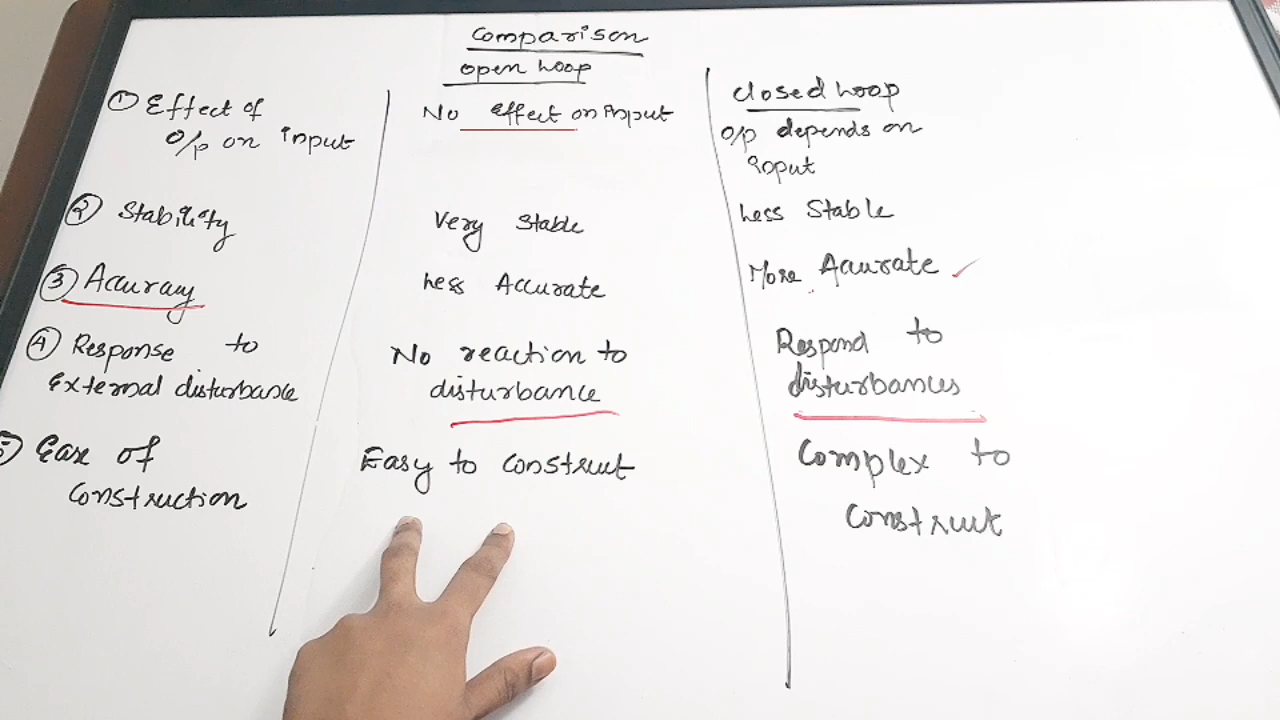 Comparison
open Loop
closed Loop
① Effect of
O/p on input
No effect on input
O/p depends on
input
② Stability
Very Stable
Less Stable
③ Accuracy
Less Accurate
More Accurate
④ Response to
External disturbance
No reaction to
disturbance
Respond to
disturbances
⑤ Ease of
Construction
Easy to Construct
Complex to
Construct